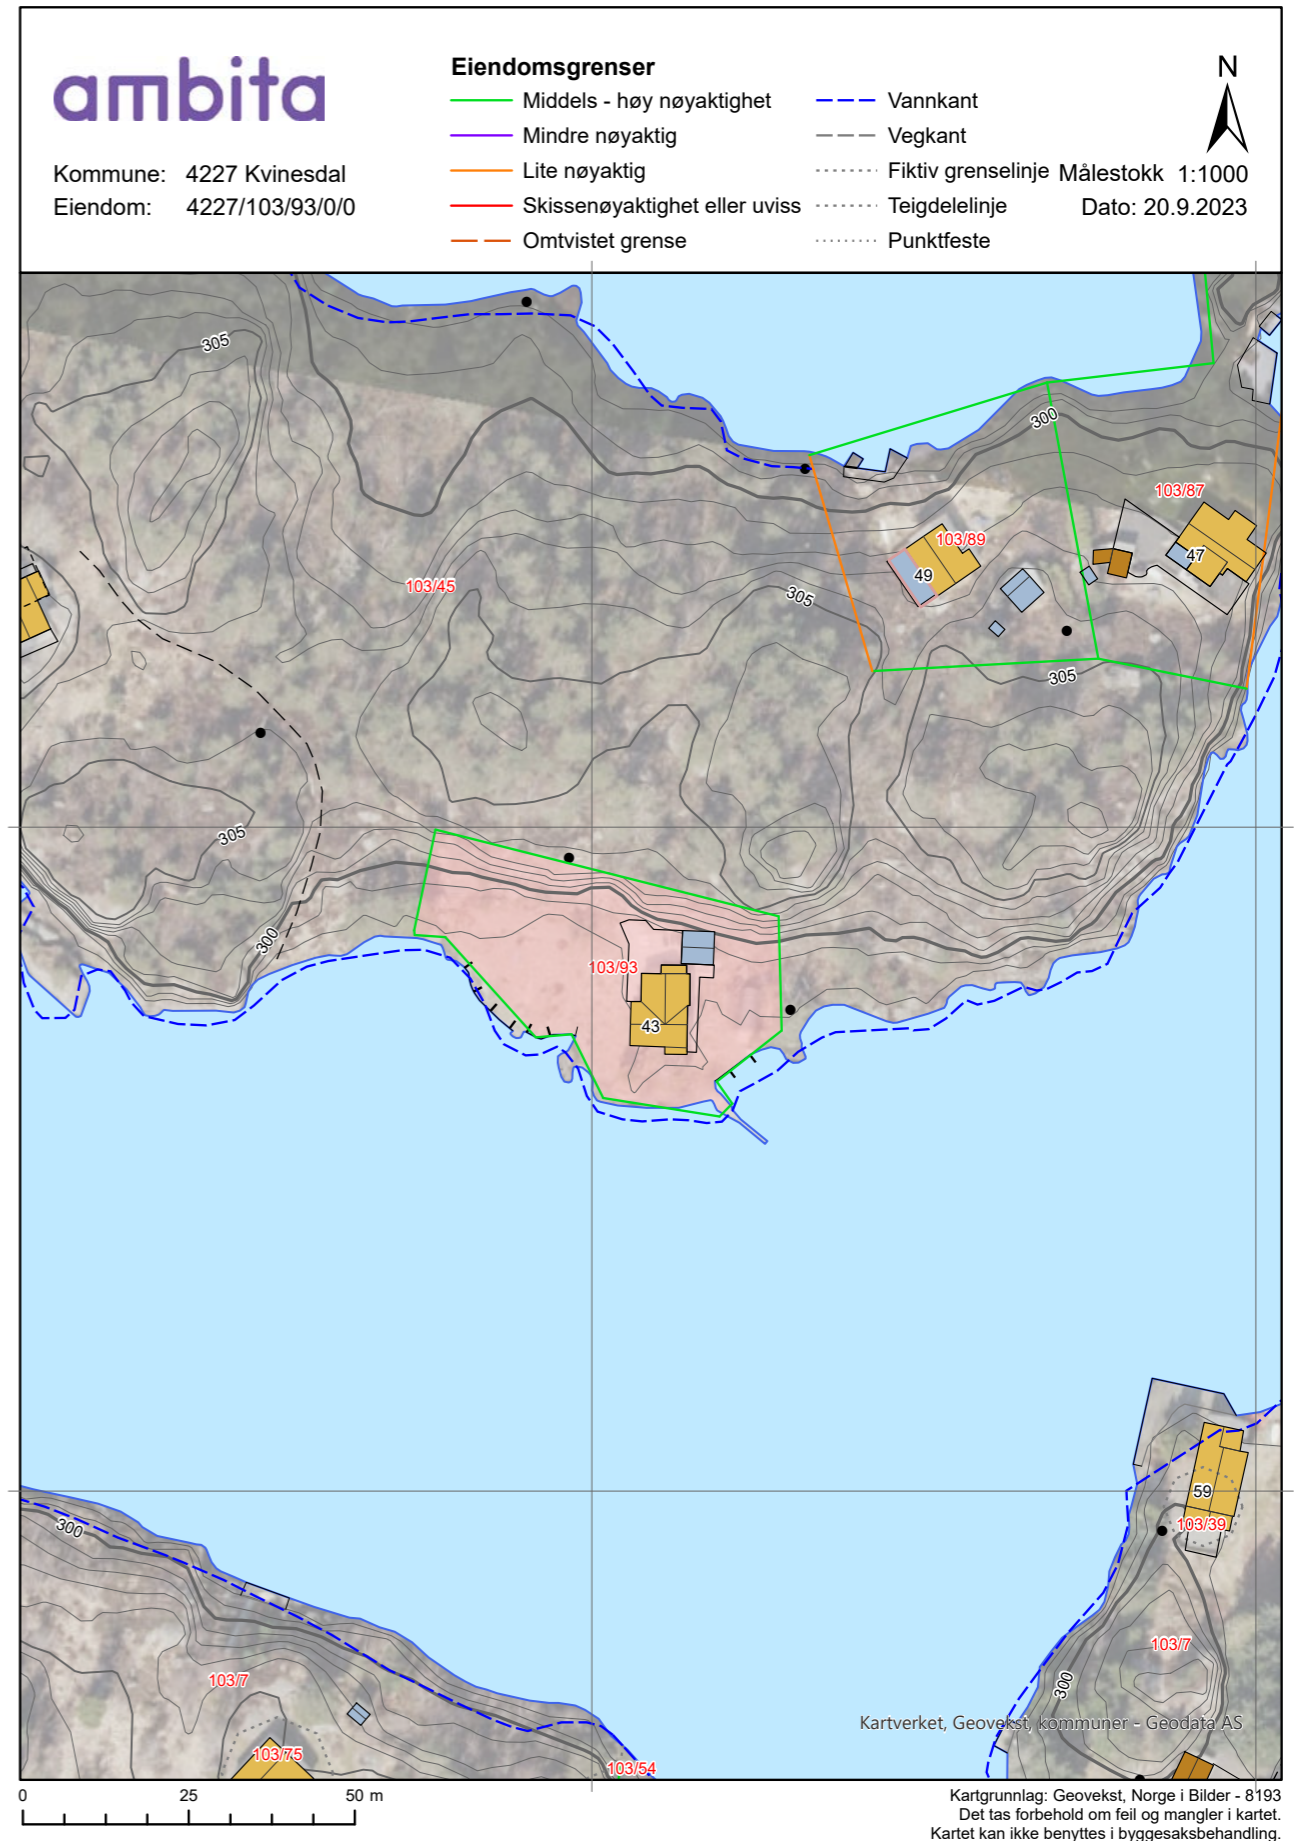 ambita
Kommune: 4227 Kvinesdal
Eiendom: 4227/103/93/0/0
Eiendomsgrenser
Middels - høy nøyaktighet
Mindre nøyaktig
Lite nøyaktig
Skissenøyaktighet eller uviss
Omtvistet grense
Vannkant
Vegkant
Fiktiv grenselinje
Teigdelelinje
Punktfeste
N
Målestokk 1:1000
Dato: 20.9.2023
305
300
103/87
103/89
47
49
103/45
305
305
305
300
103/93
43
59
103/39
300
103/7
103/7
300
Kartverket, Geovekst, kommuner - Geodata AS
103/75
103/54
0 25 50 m
Kartgrunnlag: Geovekst, Norge i Bilder - 8193
Det tas forbehold om feil og mangler i kartet.
Kartet kan ikke benyttes i byggesaksbehandling.